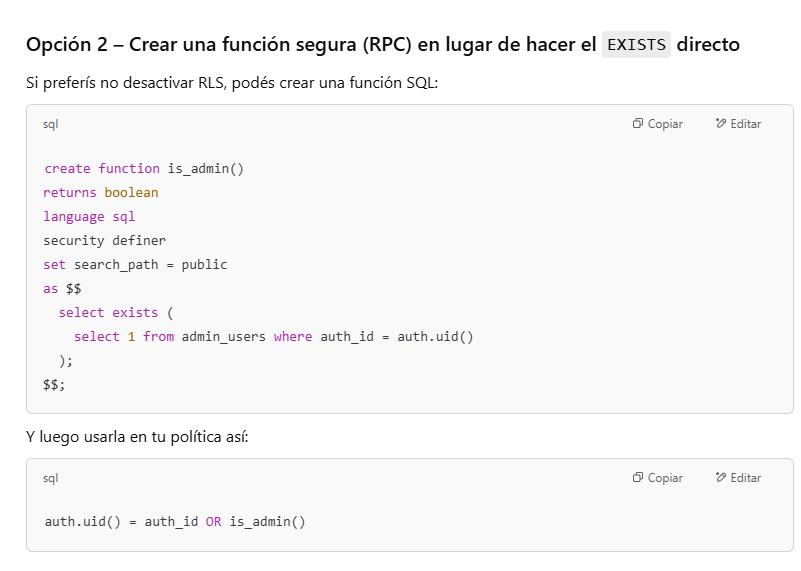 Opción 2 – Crear una función segura (RPC) en lugar de hacer el EXISTS directo
Si preferís no desactivar RLS, podés crear una función SQL:
sql
Copiar
Editar
create function is_admin()
returns boolean
language sql
security definer
set search_path = public
as $$
  select exists (
    select 1 from admin_users where auth_id = auth.uid()
  );
$$;
Y luego usarla en tu política así:
sql
Copiar
Editar
auth.uid() = auth_id OR is_admin()